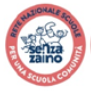 RETE NAZIONALE SCUOLE
senza
zaino
PER UNA SCUOLA COMUNITÀ